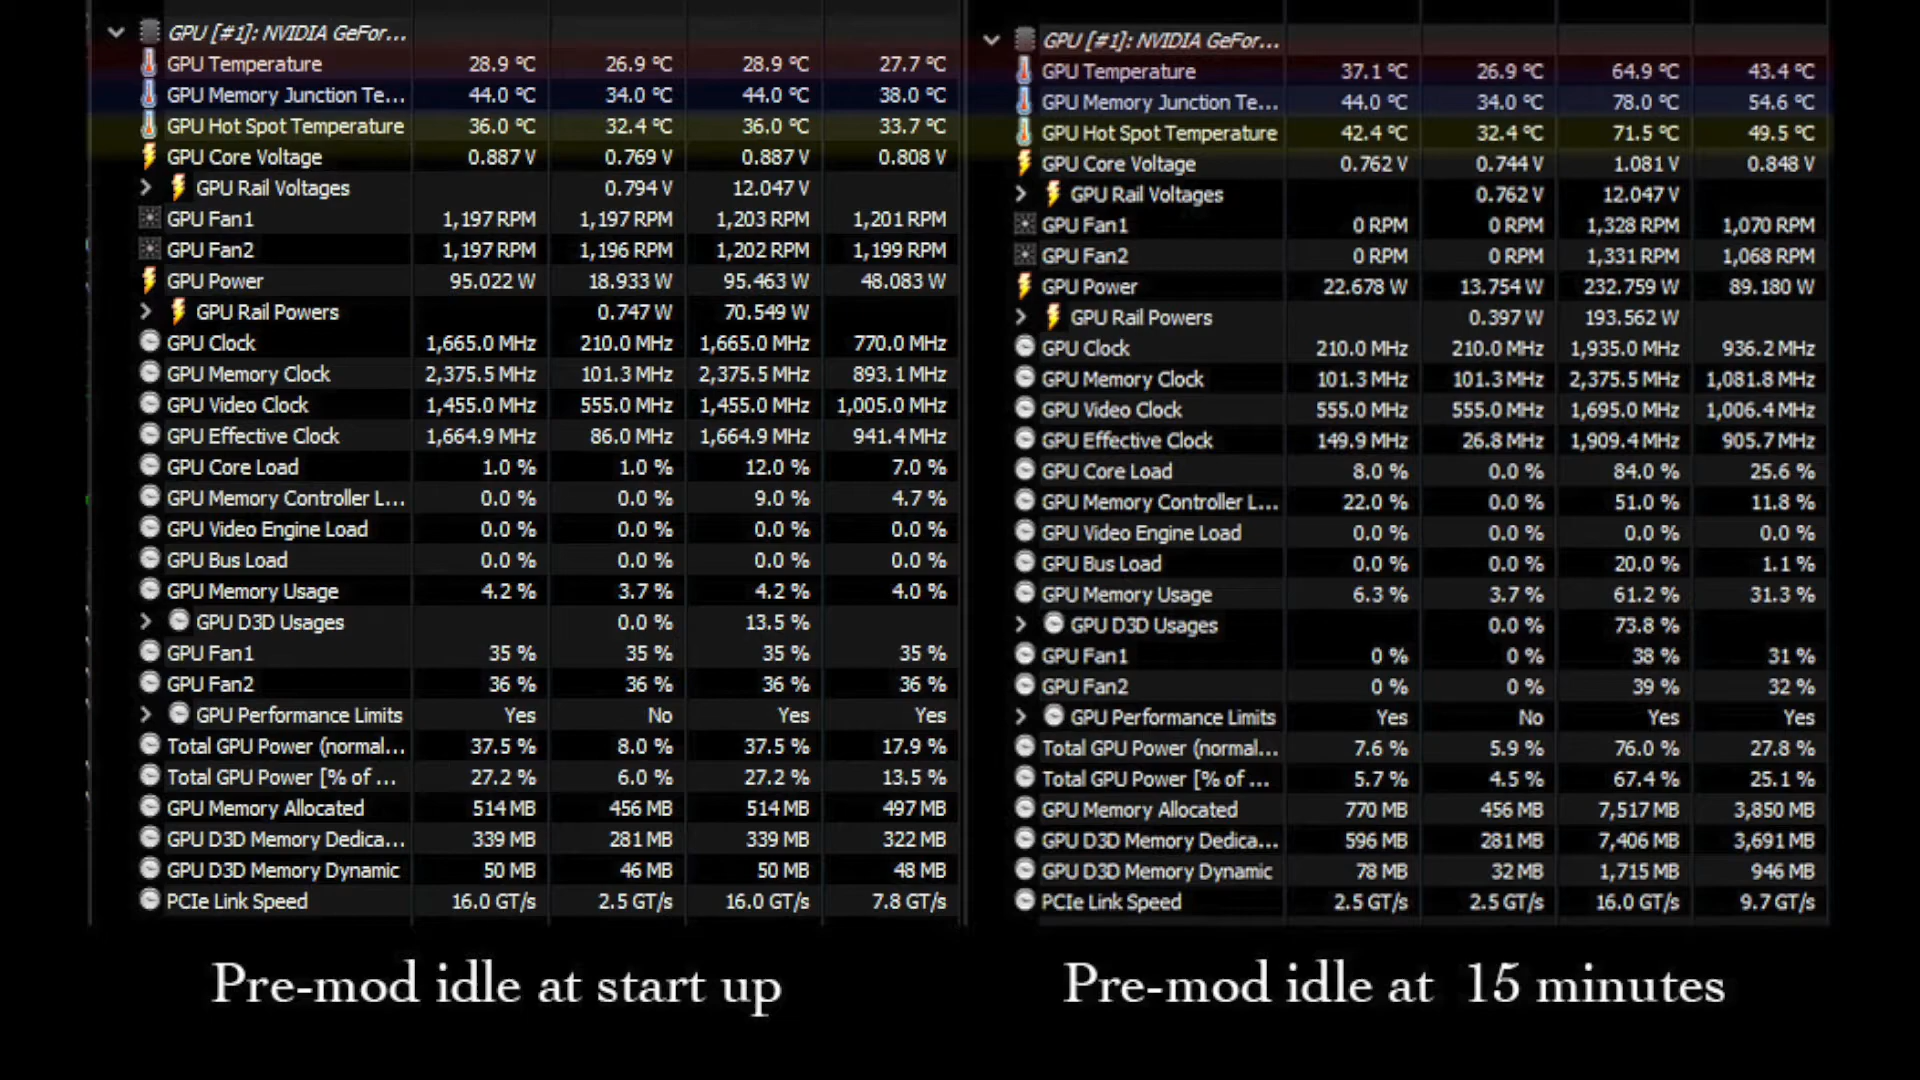 GPU [#1]: NVIDIA GeFor...
GPU Temperature 28.9 °C 26.9 °C 28.9 °C 27.7 °C
GPU Memory Junction Te... 44.0 °C 34.0 °C 44.0 °C 38.0 °C
GPU Hot Spot Temperature 36.0 °C 32.4 °C 36.0 °C 33.7 °C
GPU Core Voltage 0.887 V 0.769 V 0.887 V 0.808 V
GPU Rail Voltages 0.794 V 12.047 V
GPU Fan1 1,197 RPM 1,197 RPM 1,203 RPM 1,201 RPM
GPU Fan2 1,197 RPM 1,196 RPM 1,202 RPM 1,199 RPM
GPU Power 95.022 W 18.933 W 95.463 W 48.083 W
GPU Rail Powers 0.747 W 70.549 W
GPU Clock 1,665.0 MHz 210.0 MHz 1,665.0 MHz 770.0 MHz
GPU Memory Clock 2,375.5 MHz 101.3 MHz 2,375.5 MHz 893.1 MHz
GPU Video Clock 1,455.0 MHz 555.0 MHz 1,455.0 MHz 1,005.0 MHz
GPU Effective Clock 1,664.9 MHz 86.0 MHz 1,664.9 MHz 941.4 MHz
GPU Core Load 1.0 % 1.0 % 12.0 % 7.0 %
GPU Memory Controller L... 0.0 % 0.0 % 9.0 % 4.7 %
GPU Video Engine Load 0.0 % 0.0 % 0.0 % 0.0 %
GPU Bus Load 0.0 % 0.0 % 0.0 % 0.0 %
GPU Memory Usage 4.2 % 3.7 % 4.2 % 4.0 %
GPU D3D Usages 0.0 % 13.5 %
GPU Fan1 35 % 35 % 35 % 35 %
GPU Fan2 36 % 36 % 36 % 36 %
GPU Performance Limits Yes No Yes Yes
Total GPU Power (normal... 37.5 % 8.0 % 37.5 % 17.9 %
Total GPU Power [% of ... 27.2 % 6.0 % 27.2 % 13.5 %
GPU Memory Allocated 514 MB 456 MB 514 MB 497 MB
GPU D3D Memory Dedica... 339 MB 281 MB 339 MB 322 MB
GPU D3D Memory Dynamic 50 MB 46 MB 50 MB 48 MB
PCIe Link Speed 16.0 GT/s 2.5 GT/s 16.0 GT/s 7.8 GT/s
Pre-mod idle at start up
GPU [#1]: NVIDIA GeFor...
GPU Temperature 37.1 °C 26.9 °C 64.9 °C 43.4 °C
GPU Memory Junction Te... 44.0 °C 34.0 °C 78.0 °C 54.6 °C
GPU Hot Spot Temperature 42.4 °C 32.4 °C 71.5 °C 49.5 °C
GPU Core Voltage 0.762 V 0.744 V 1.081 V 0.848 V
GPU Rail Voltages 0.762 V 12.047 V
GPU Fan1 0 RPM 0 RPM 1,328 RPM 1,070 RPM
GPU Fan2 0 RPM 0 RPM 1,331 RPM 1,068 RPM
GPU Power 22.678 W 13.754 W 232.759 W 89.180 W
GPU Rail Powers 0.397 W 193.562 W
GPU Clock 210.0 MHz 210.0 MHz 1,935.0 MHz 936.2 MHz
GPU Memory Clock 101.3 MHz 101.3 MHz 2,375.5 MHz 1,081.8 MHz
GPU Video Clock 555.0 MHz 555.0 MHz 1,695.0 MHz 1,006.4 MHz
GPU Effective Clock 149.9 MHz 26.8 MHz 1,909.4 MHz 905.7 MHz
GPU Core Load 8.0 % 0.0 % 84.0 % 25.6 %
GPU Memory Controller L... 22.0 % 0.0 % 51.0 % 11.8 %
GPU Video Engine Load 0.0 % 0.0 % 0.0 % 0.0 %
GPU Bus Load 0.0 % 0.0 % 20.0 % 1.1 %
GPU Memory Usage 6.3 % 3.7 % 61.2 % 31.3 %
GPU D3D Usages 0.0 % 73.8 %
GPU Fan1 0 % 0 % 38 % 31 %
GPU Fan2 0 % 0 % 39 % 32 %
GPU Performance Limits Yes No Yes Yes
Total GPU Power (normal... 7.6 % 5.9 % 76.0 % 27.8 %
Total GPU Power [% of ... 5.7 % 4.5 % 67.4 % 25.1 %
GPU Memory Allocated 770 MB 456 MB 7,517 MB 3,850 MB
GPU D3D Memory Dedica... 596 MB 281 MB 7,406 MB 3,691 MB
GPU D3D Memory Dynamic 78 MB 32 MB 1,715 MB 946 MB
PCIe Link Speed 2.5 GT/s 2.5 GT/s 16.0 GT/s 9.7 GT/s
Pre-mod idle at 15 minutes